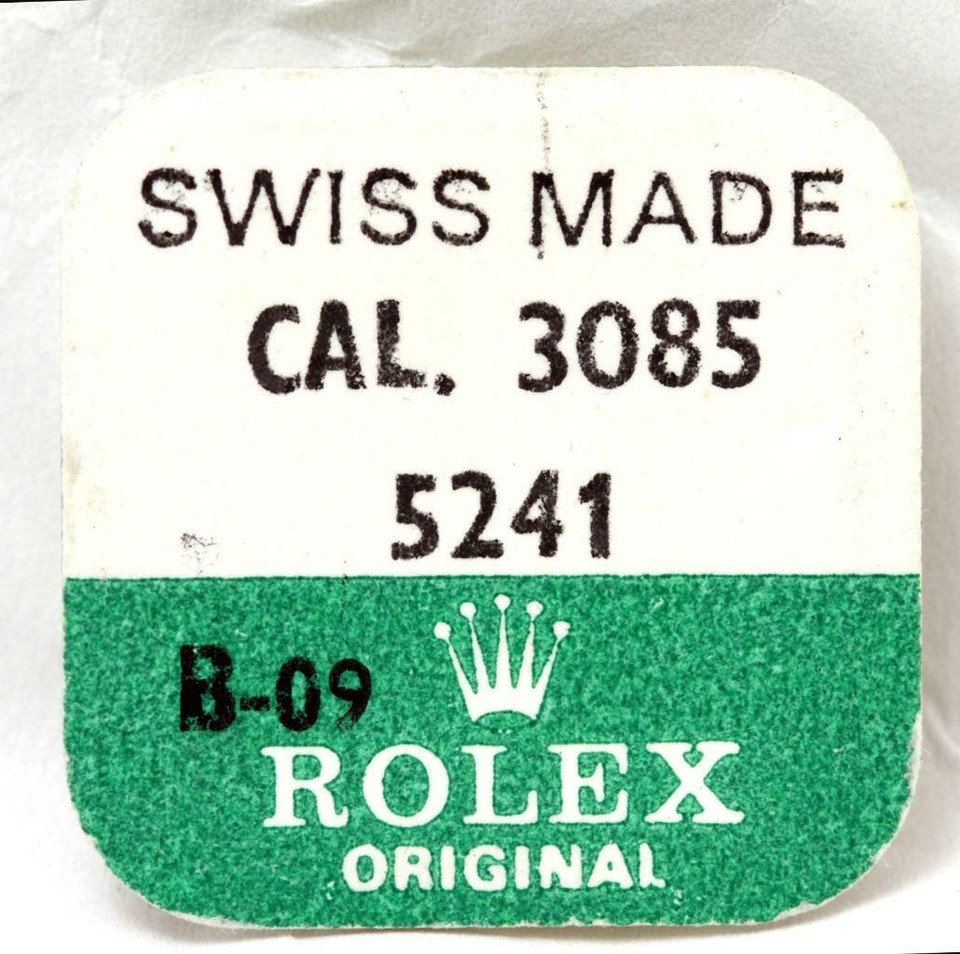 SWISS MADE
CAL. 3085
5241
B-09
ROLEX
ORIGINAL